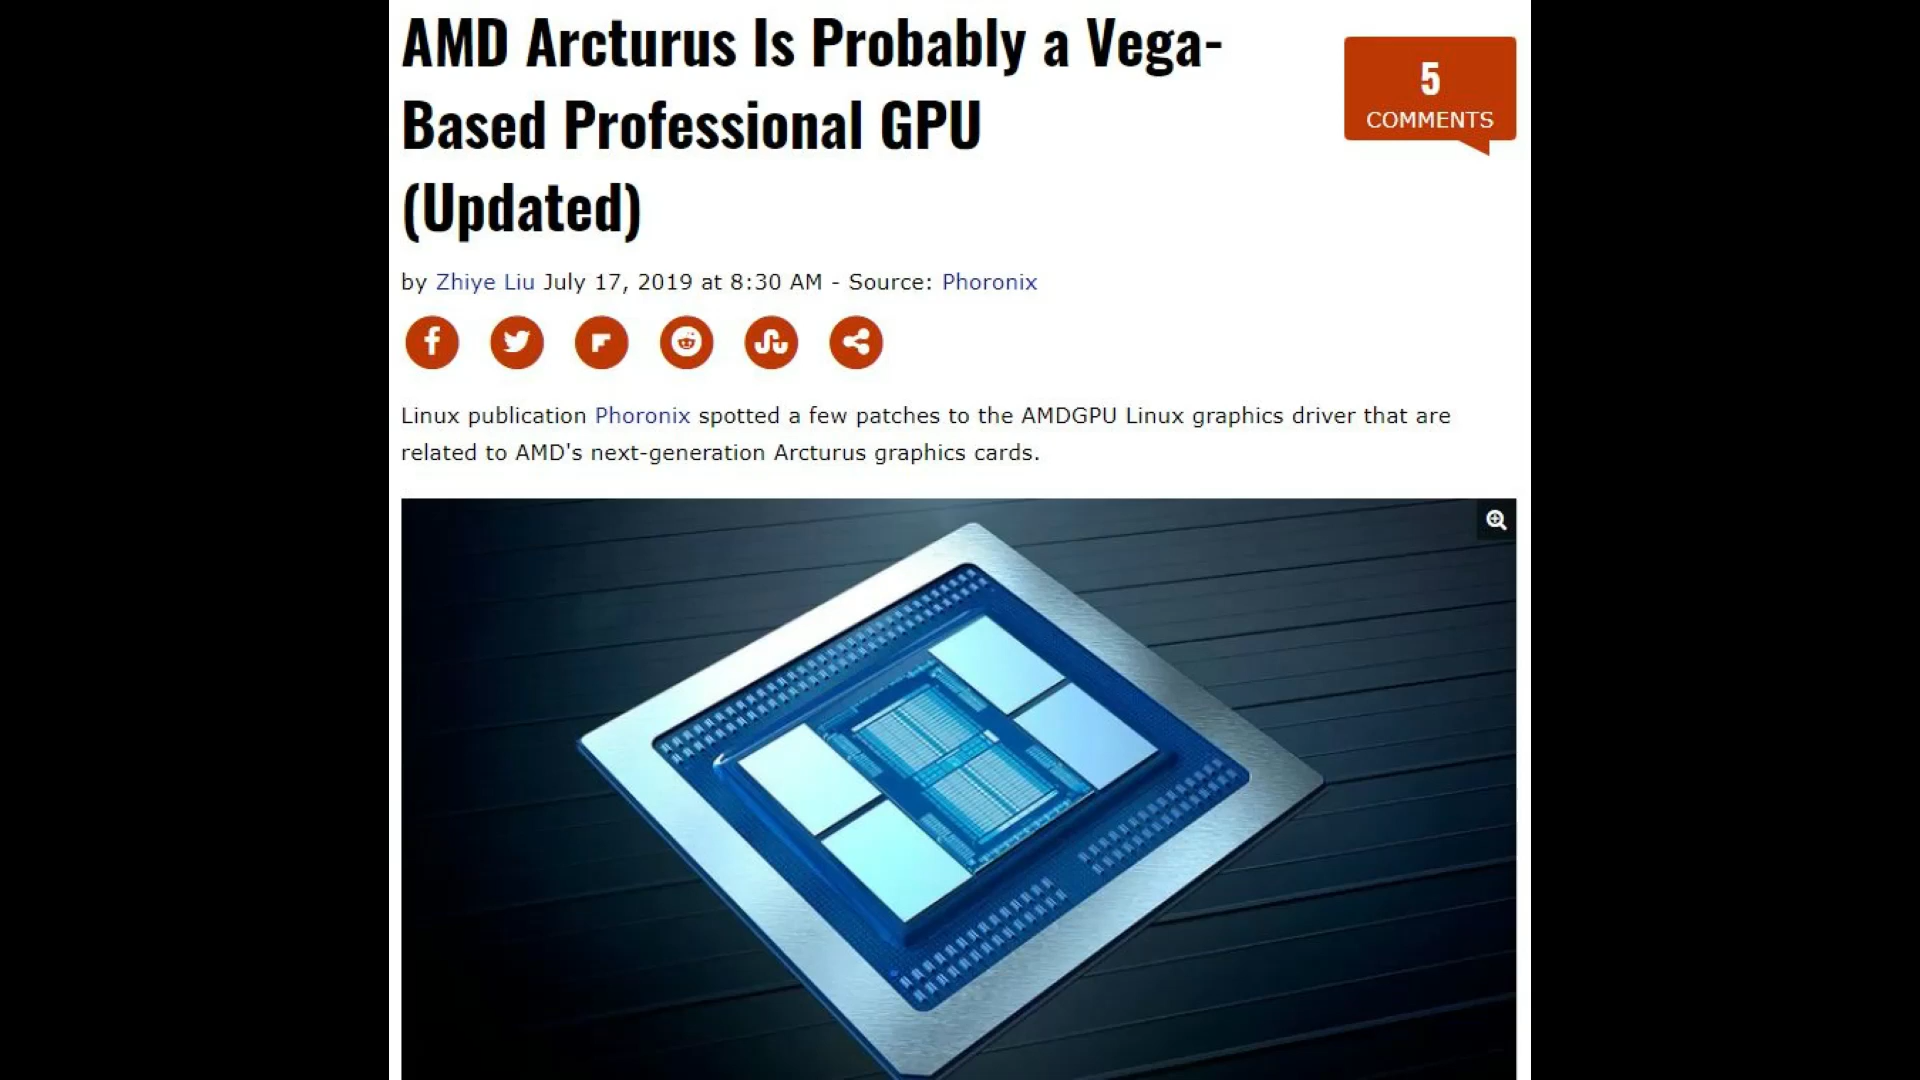 AMD Arcturus Is Probably a Vega-
Based Professional GPU
(Updated)
5
COMMENTS
by Zhiye Liu July 17, 2019 at 8:30 AM - Source: Phoronix
Linux publication Phoronix spotted a few patches to the AMDGPU Linux graphics driver that are
related to AMD's next-generation Arcturus graphics cards.